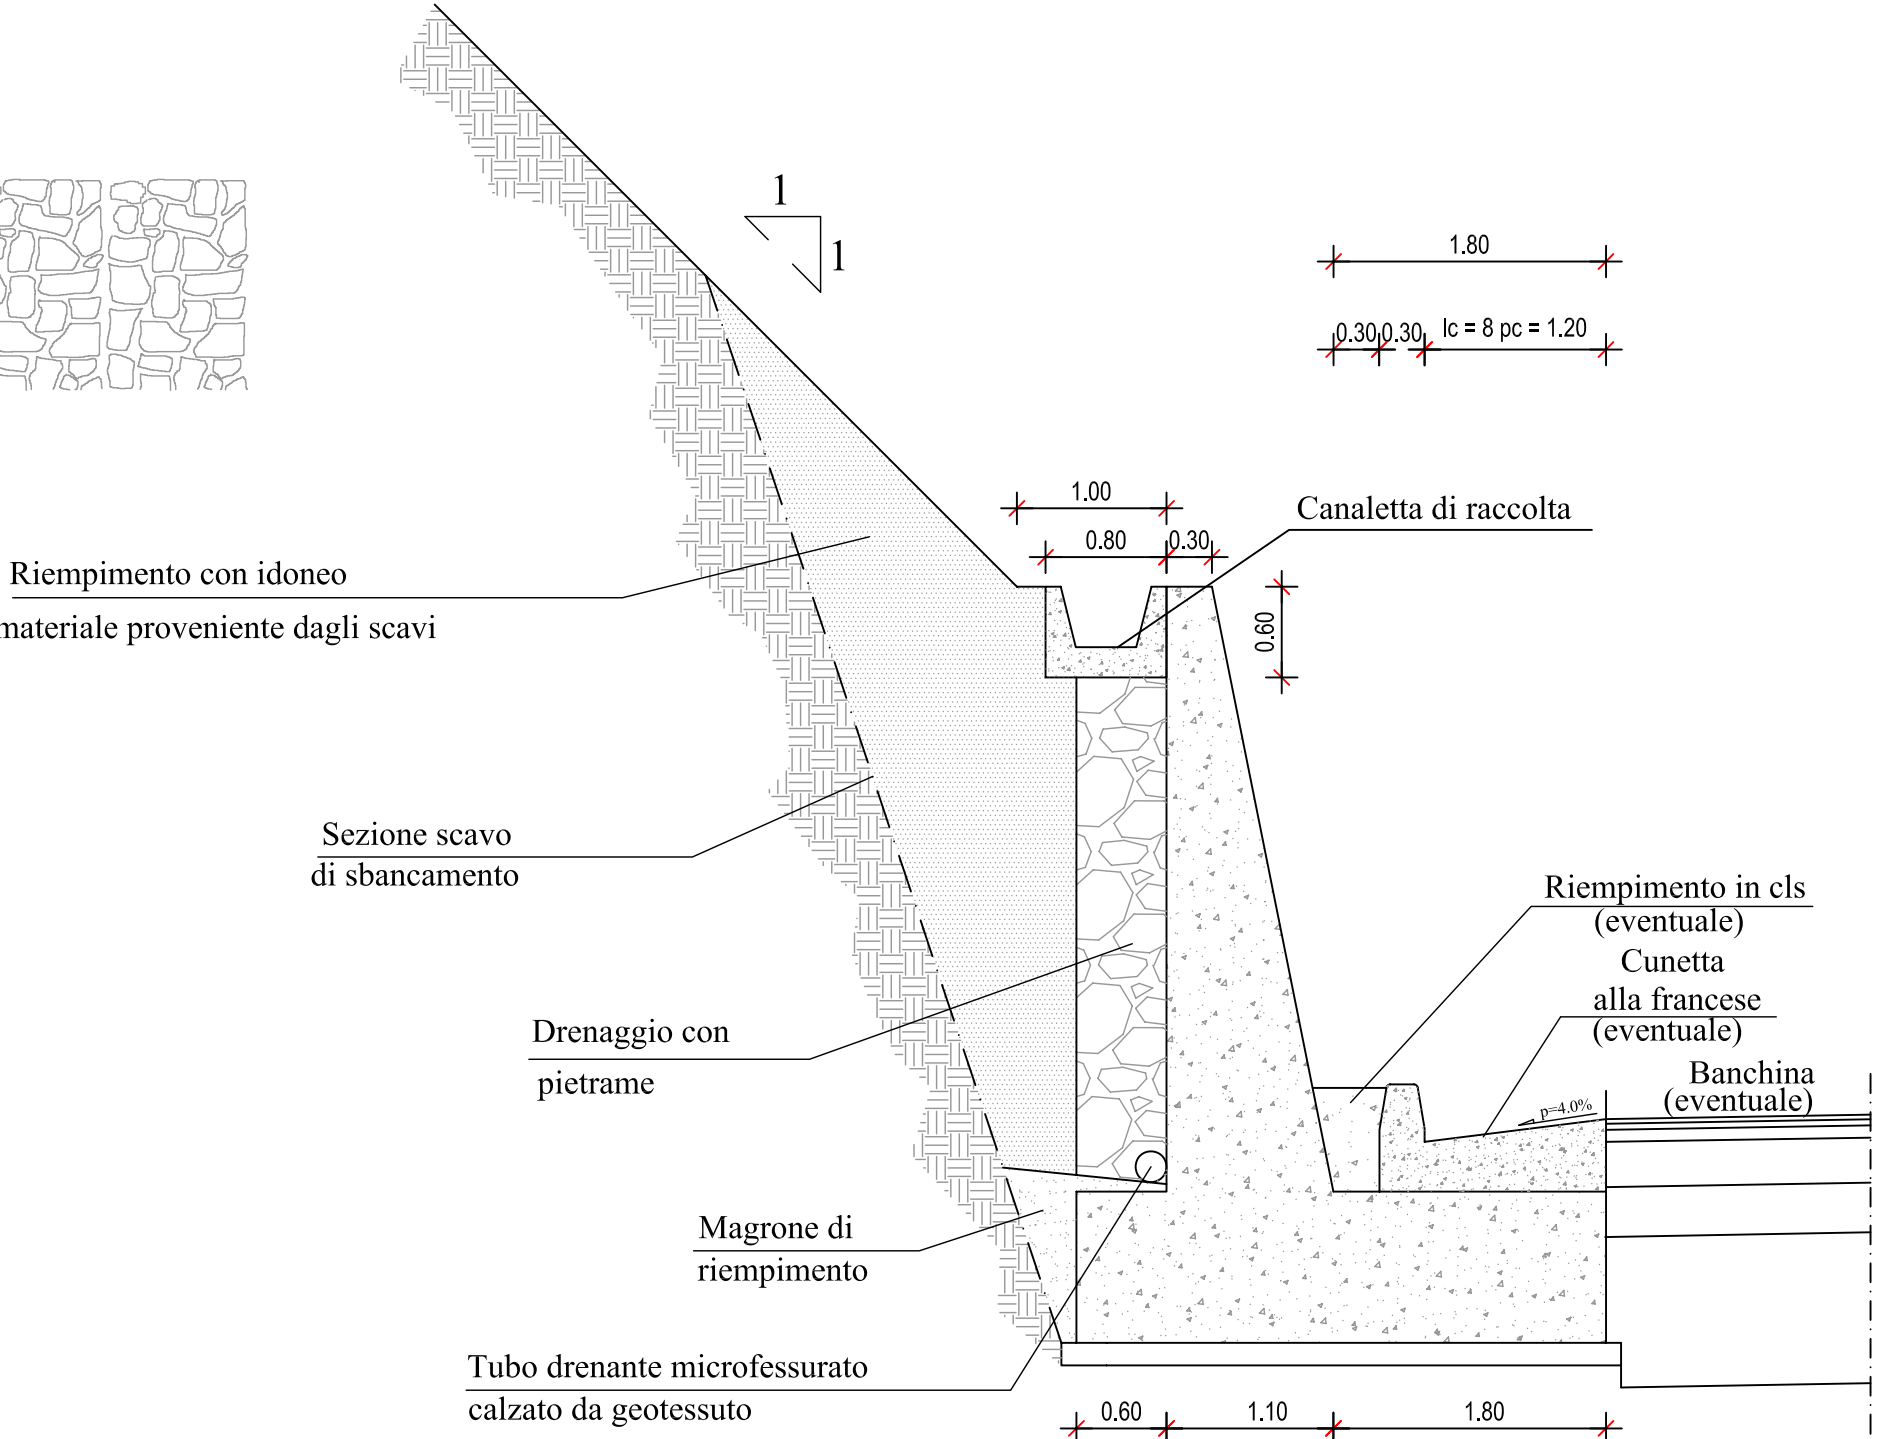 1
1
1.80
0.30 0.30 lc = 8 pc = 1.20
1.00
0.80 0.30
Canaletta di raccolta
0.60
Riempimento con idoneo
materiale proveniente dagli scavi
Sezione scavo
di sbancamento
Riempimento in cls
(eventuale)
Cunetta
alla francese
(eventuale)
Drenaggio con
pietrame
Banchina
(eventuale)
p=4.0%
Magrone di
riempimento
Tubo drenante microfessurato
calzato da geotessuto
0.60 1.10 1.80